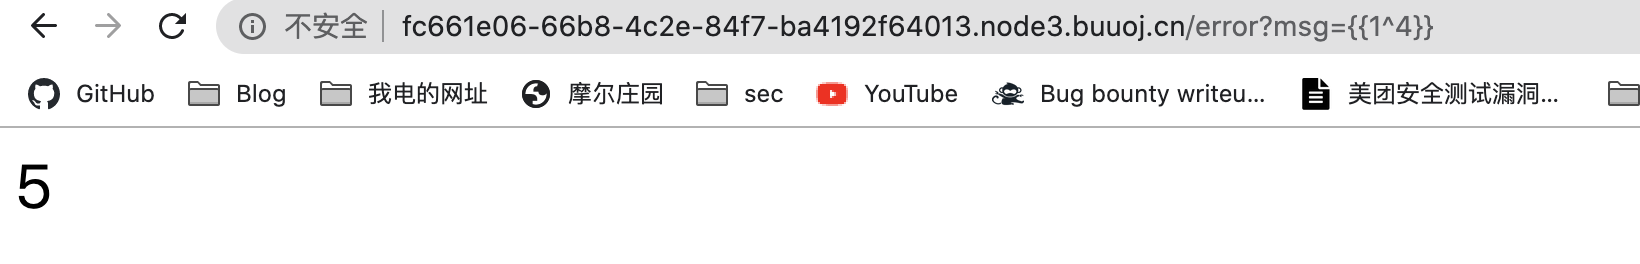 不安全 fc661e06-66b8-4c2e-84f7-ba4192f64013.node3.buuoj.cn/error?msg={{1^4}}
GitHub Blog 我电的网址 摩尔庄园 sec YouTube Bug bounty writeu... 美团安全测试漏洞...
5